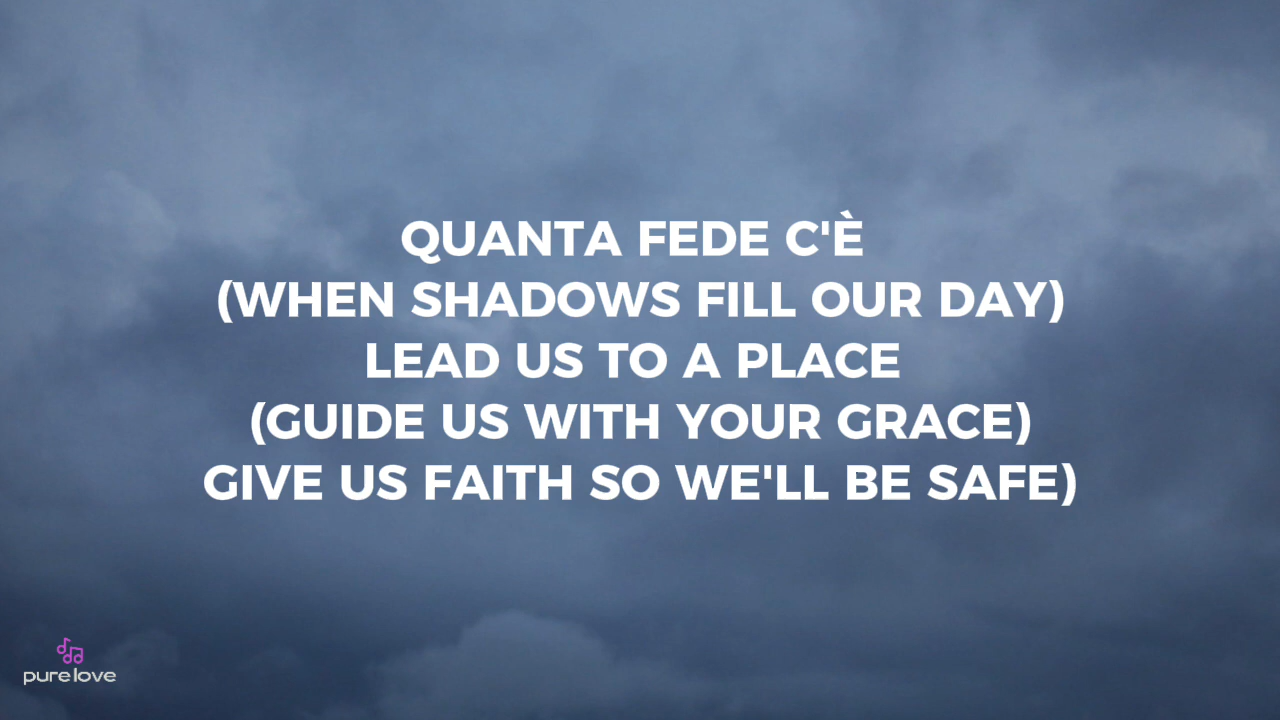 QUANTA FEDE C'È
(WHEN SHADOWS FILL OUR DAY)
LEAD US TO A PLACE
(GUIDE US WITH YOUR GRACE)
GIVE US FAITH SO WE'LL BE SAFE)
pure love